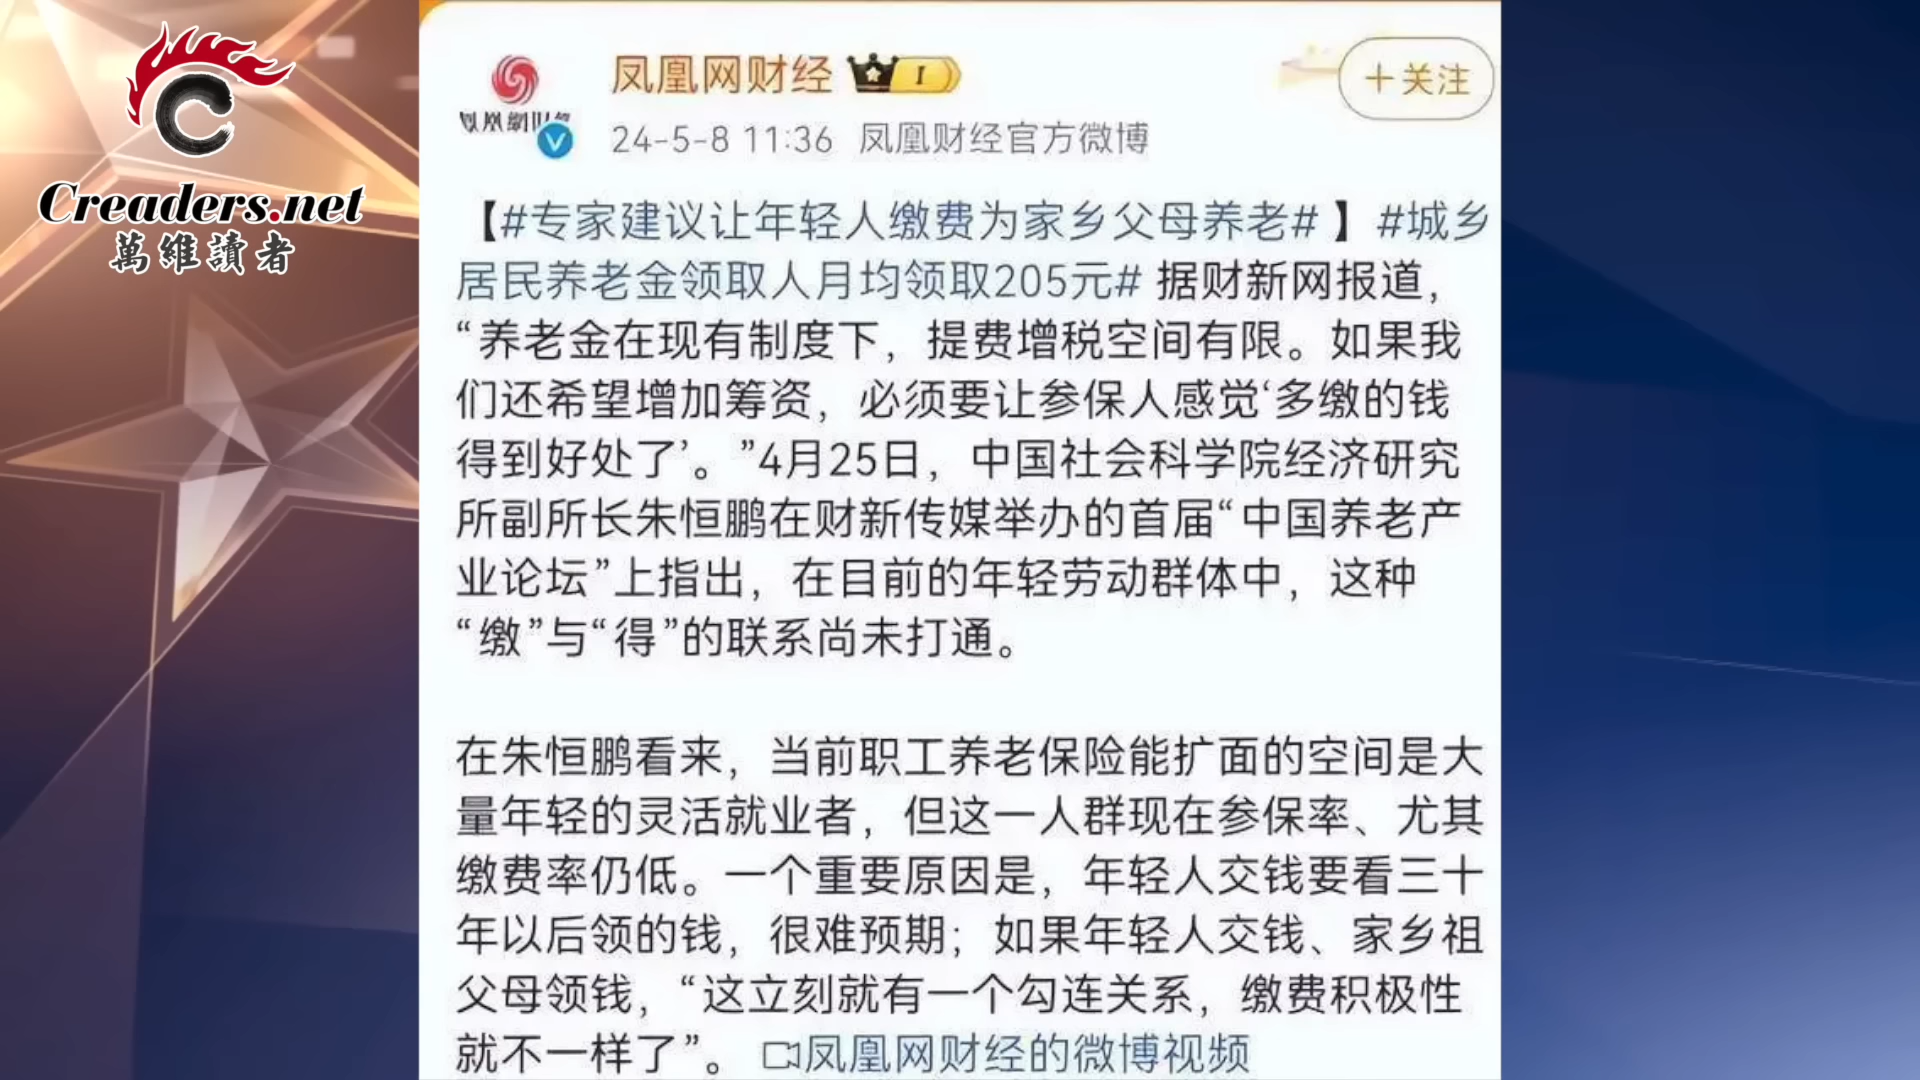 Creaders.net
萬維讀者
凤凰网财经
I
十关注
24-5-8 11:36 凤凰财经官方微博
【#专家建议让年轻人缴费为家乡父母养老#】#城乡
居民养老金领取人月均领取205元# 据财新网报道，
“养老金在现有制度下，提费增税空间有限。如果我
们还希望增加筹资，必须要让参保人感觉‘多缴的钱
得到好处了’。”4月25日，中国社会科学院经济研究
所副所长朱恒鹏在财新传媒举办的首届“中国养老产
业论坛”上指出，在目前的年轻劳动群体中，这种
“缴”与“得”的联系尚未打通。
在朱恒鹏看来，当前职工养老保险能扩面的空间是大
量年轻的灵活就业者，但这一人群现在参保率、尤其
缴费率仍低。一个重要原因是，年轻人交钱要看三十
年以后领的钱，很难预期；如果年轻人交钱、家乡祖
父母领钱，“这立刻就有一个勾连关系，缴费积极性
就不一样了”。 凤凰网财经的微博视频